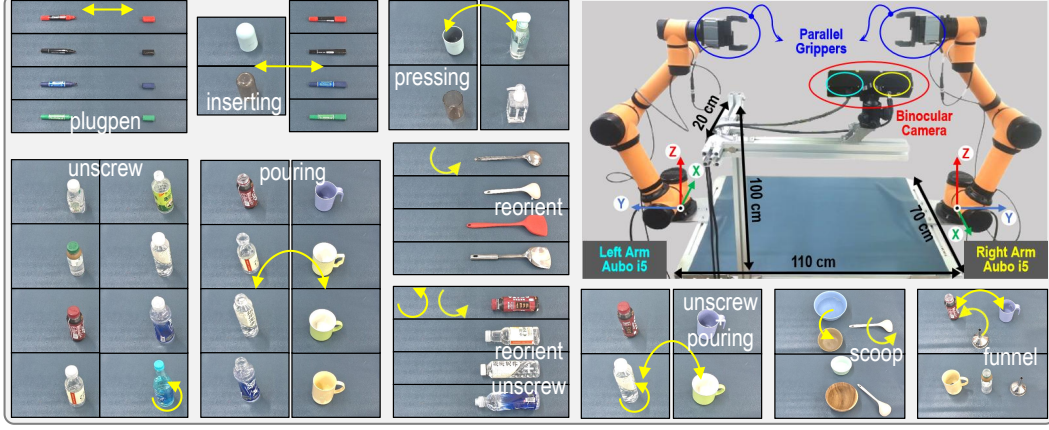 plugpen
inserting
pressing
unscrew
pouring
reorient
reorient
unscrew
Parallel
Grippers
Binocular
Camera
20 cm
100 cm
70 cm
110 cm
Z
X
Y
Z
Y
X
Left Arm
Aubo i5
Right Arm
Aubo i5
unscrew
pouring
scoop
funnel